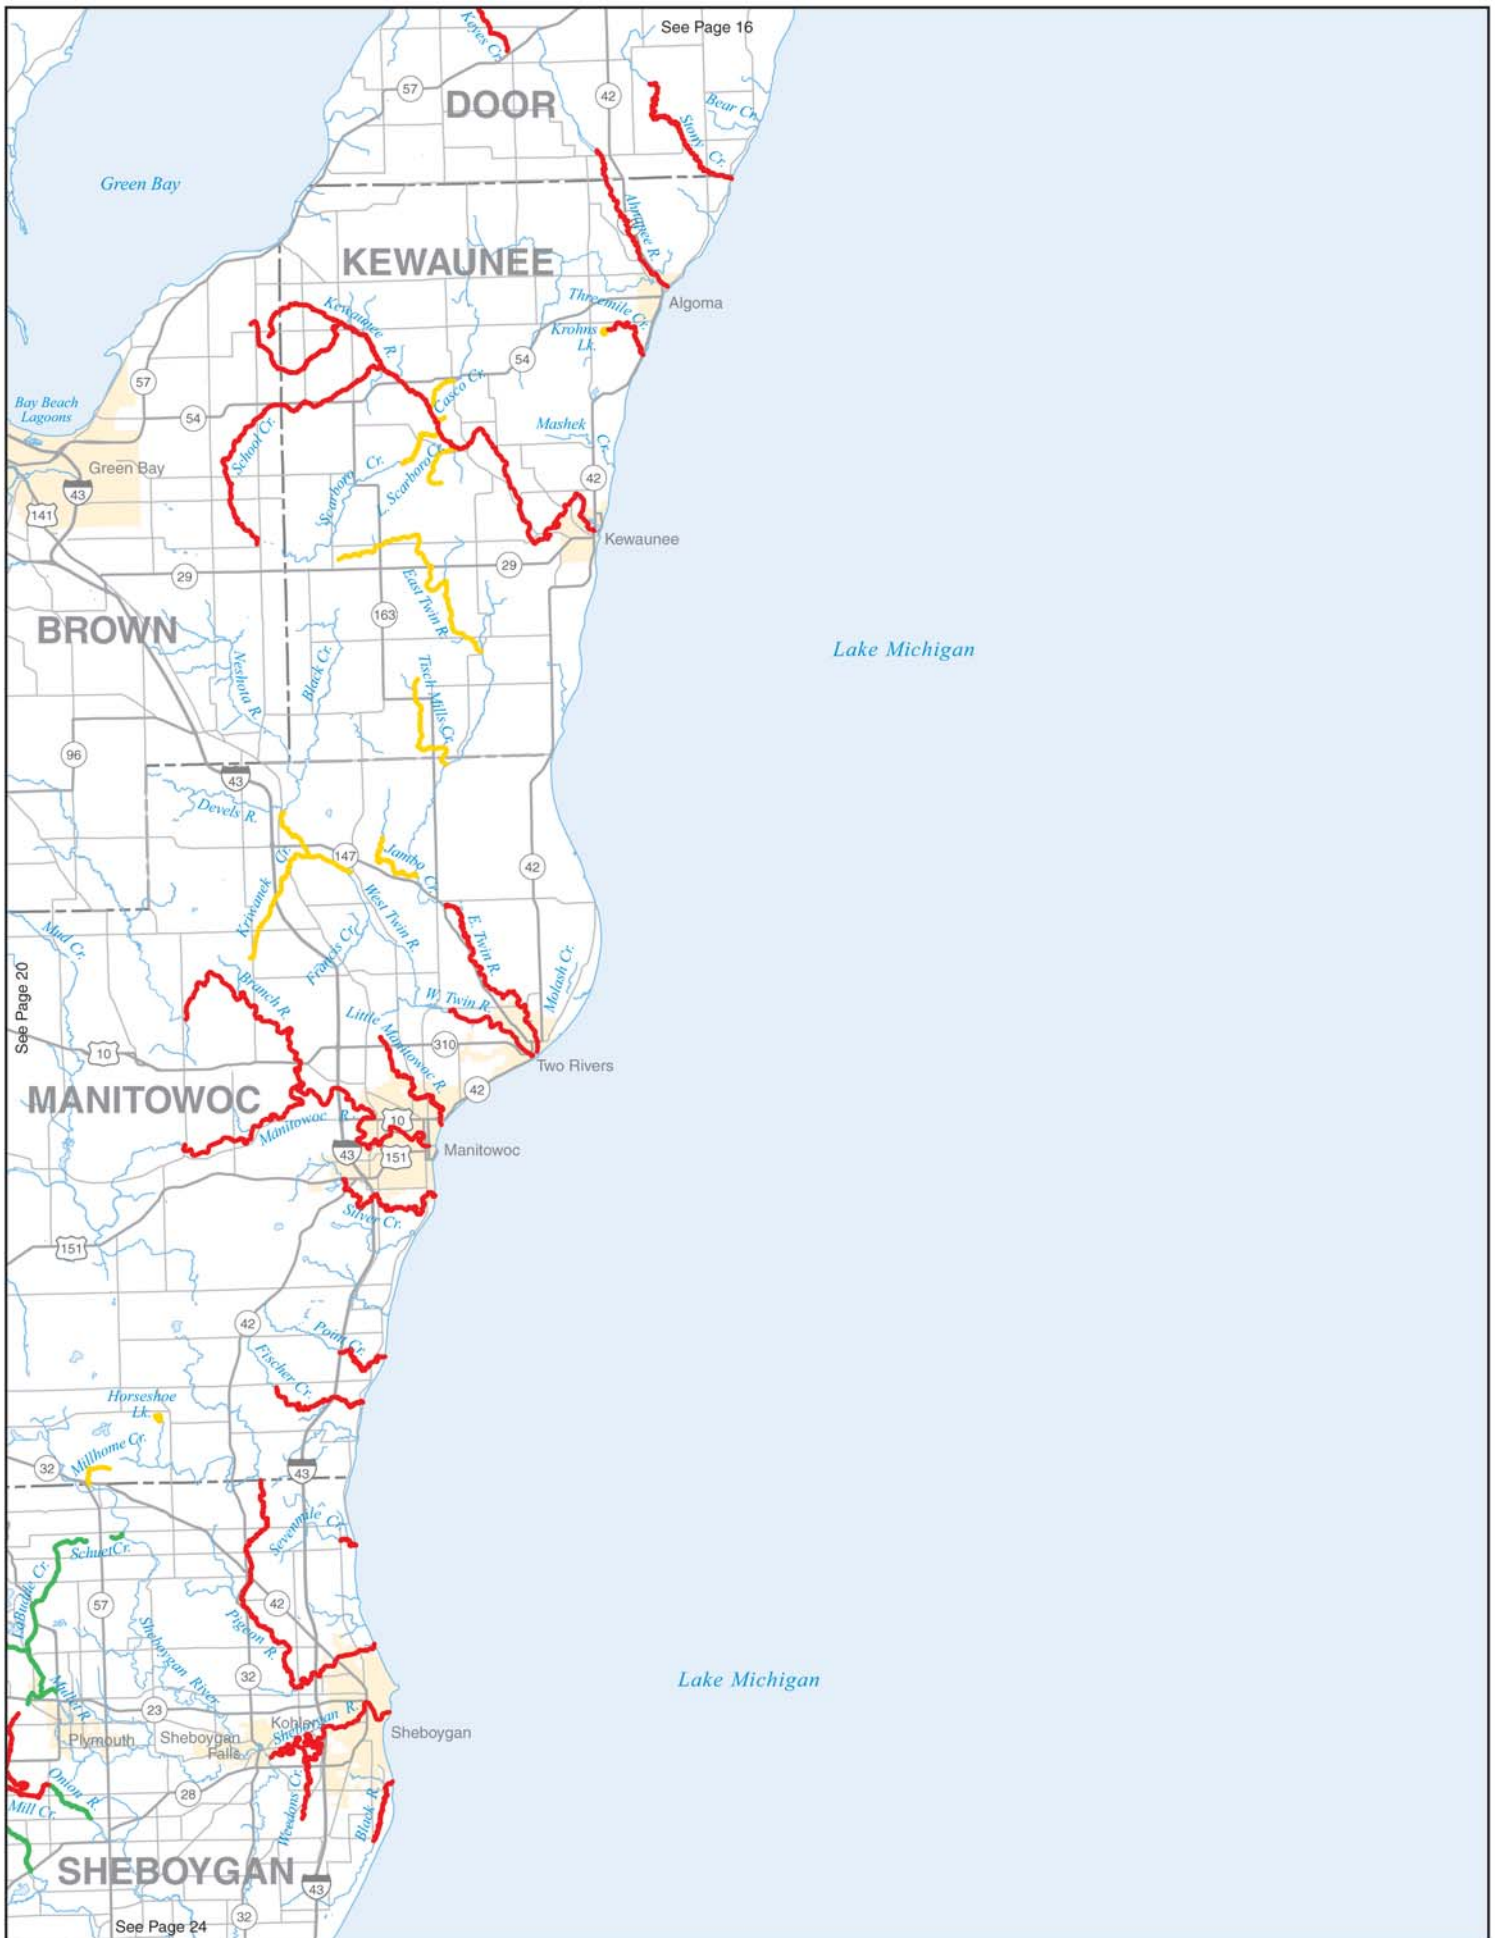 See Page 16
Keyes Cr.
57
DOOR
42
Bear Cr.
Stony Cr.
Green Bay
Ahnapee R.
KEWAUNEE
Algoma
Threemile Cr.
Kewaunee R.
Krohns
Lk.
54
57
Casco Cr.
Bay Beach
Lagoons
54
Mashek Cr.
School Cr.
Green Bay
43
Scarboro Cr.
L. Scarboro Cr.
42
141
Kewaunee
29
29
East Twin R.
163
BROWN
Lake Michigan
Neshota R.
Black Cr.
Tisch Mills Cr.
96
43
Devels R.
147
Jambo Cr.
42
Kriwanek Cr.
West Twin R.
Mud Cr.
Francis Cr.
E. Twin R.
See Page 20
Branch R.
Molash Cr.
W. Twin R.
Little Manitowoc R.
10
310
Two Rivers
MANITOWOC
42
Manitowoc R.
10
43
151
Manitowoc
Silver Cr.
151
42
Point Cr.
Fischer Cr.
Horseshoe
Lk.
Millhome Cr.
32
43
Sevenmile Cr.
Schuet Cr.
LaBudde Cr.
57
42
Pigeon R.
Sheboygan River
32
Mullet R.
23
Kohler
Sheboygan R.
Sheboygan
Plymouth
Sheboygan
Falls
Lake Michigan
Onion R.
28
Mill Cr.
Weedons Cr.
Black R.
SHEBOYGAN
43
32
See Page 24